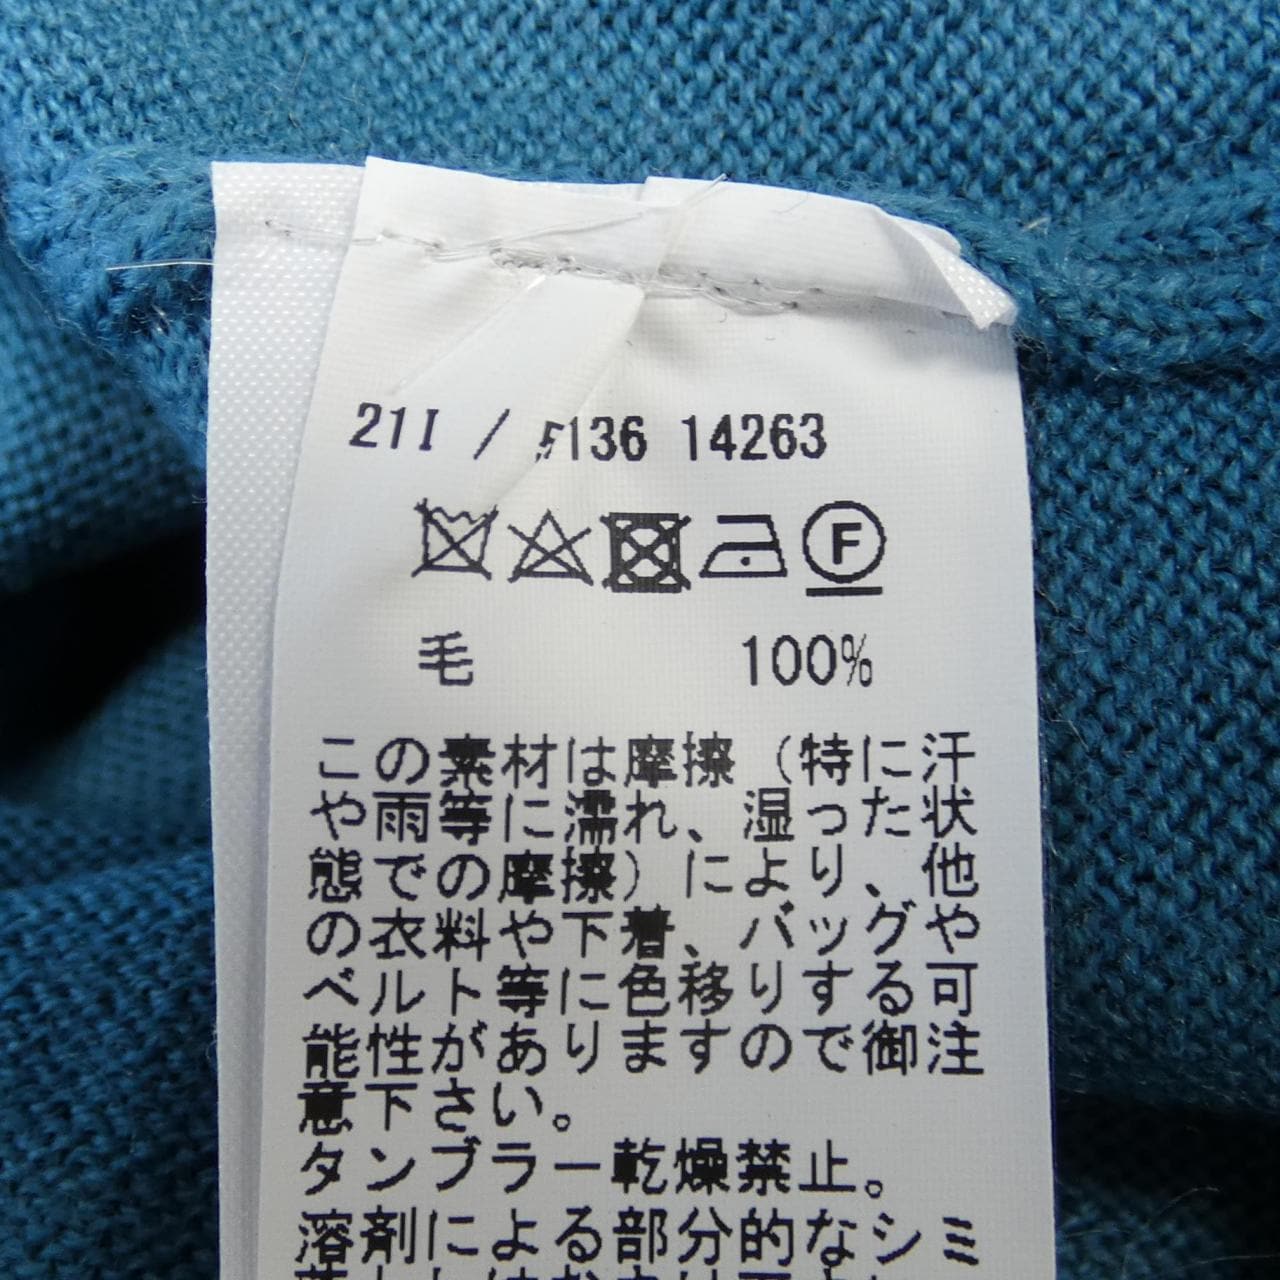 21I / 5136 14263
F
毛 100%
この素材は摩擦（特に汗
や雨等に濡れ、湿った状
態での摩擦）により、他
の衣料や下着、バッグや
ベルト等に色移りする可
能性がありますので御注
意下さい。
タンブラー乾燥禁止。
溶剤による部分的なシミ